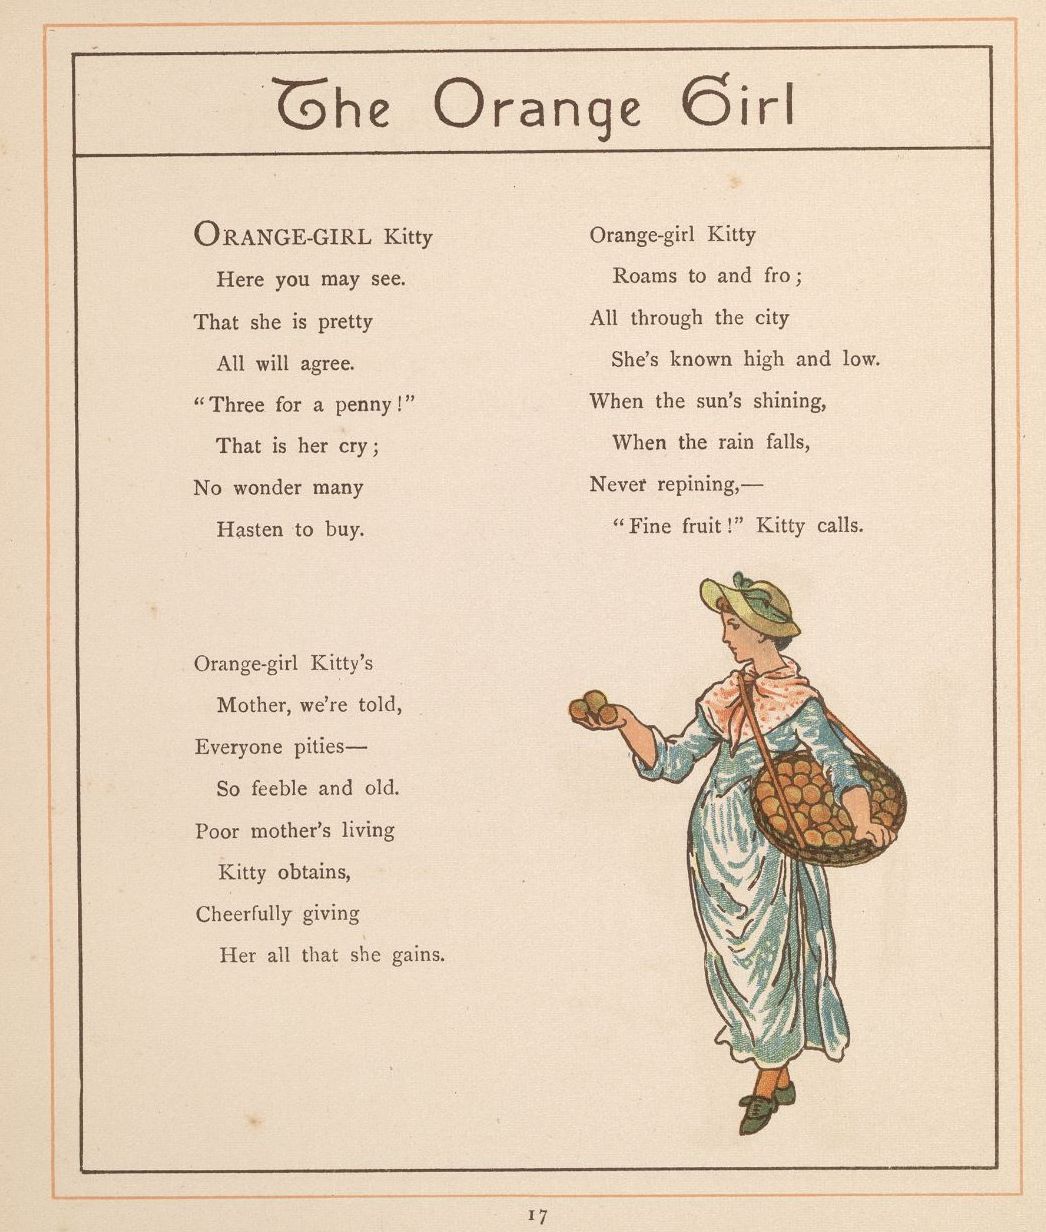 The Orange Girl
ORANGE-GIRL Kitty
Here you may see.
That she is pretty
All will agree.
“Three for a penny!”
That is her cry;
No wonder many
Hasten to buy.
Orange-girl Kitty
Roams to and fro;
All through the city
She's known high and low.
When the sun's shining,
When the rain falls,
Never repining,—
“Fine fruit!” Kitty calls.
Orange-girl Kitty's
Mother, we're told,
Everyone pities—
So feeble and old.
Poor mother's living
Kitty obtains,
Cheerfully giving
Her all that she gains.
17